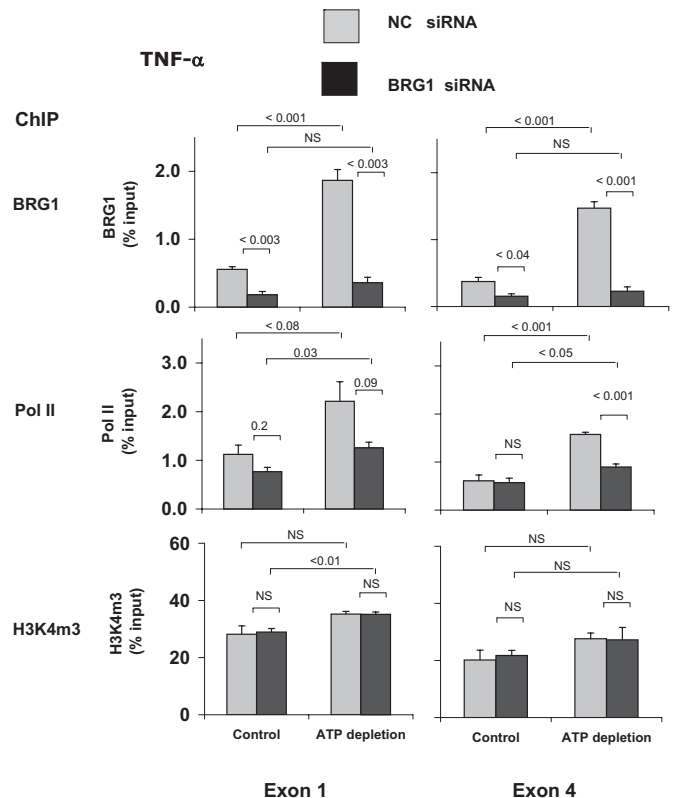 NC siRNA
TNF-α
BRG1 siRNA
ChIP
< 0.001
NS
< 0.003
< 0.003
< 0.001
NS
< 0.001
< 0.04
BRG1
BRG1
(% input)
2.0
1.0
0.0
< 0.08
0.03
0.09
0.2
< 0.001
< 0.05
< 0.001
NS
Pol II
Pol II
(% input)
3.0
2.0
1.0
0.0
NS
<0.01
NS
NS
NS
NS
NS
NS
H3K4m3
H3K4m3
(% input)
60
40
20
0
Control
ATP depletion
Control
ATP depletion
Exon 1
Exon 4